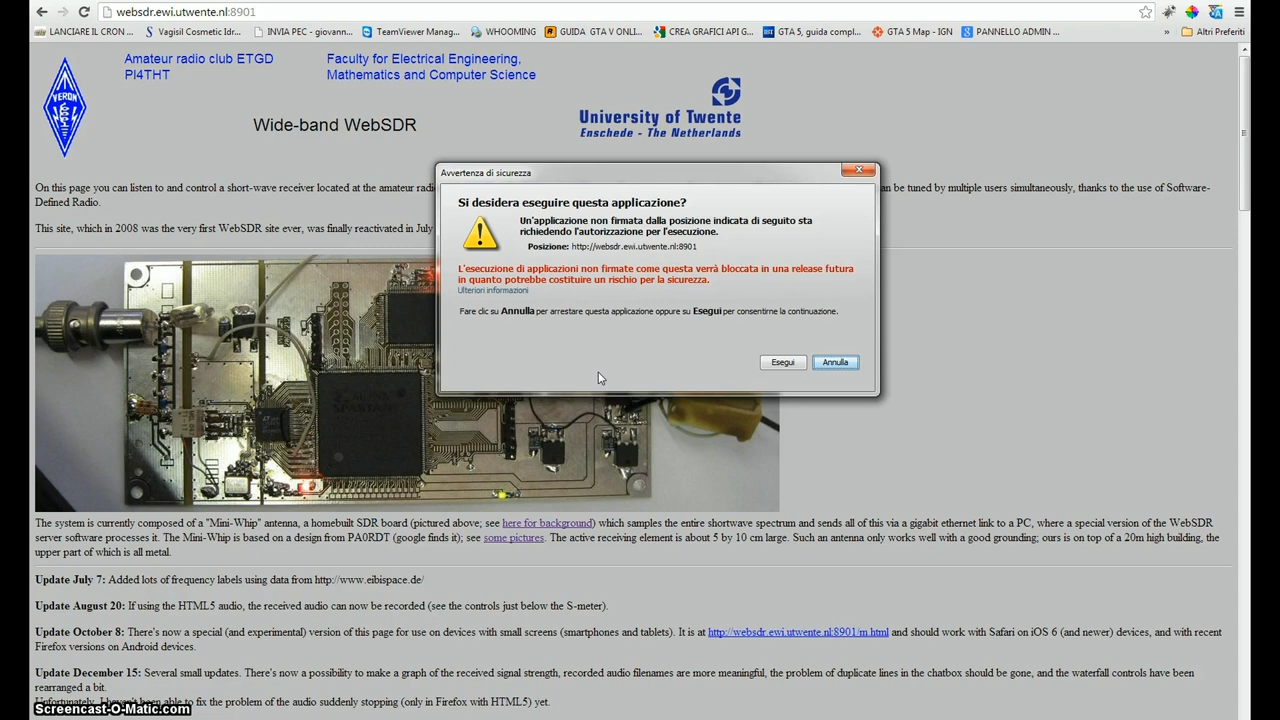 websdr.ewi.utwente.nl:8901
LANCIARE IL CRON ... Vagisil Cosmetic Idr... INVIA PEC - giovann... TeamViewer Manag... WHOOMING GUIDA GTA V ONLI... CREA GRAFICI API G... GTA 5, guida compl... GTA 5 Map - IGN PANNELLO ADMIN ... » Altri Preferiti
Amateur radio club ETGD
PI4THT
Faculty for Electrical Engineering,
Mathematics and Computer Science
VERON
Wide-band WebSDR
University of Twente
Enschede - The Netherlands
Avvertenza di sicurezza
On this page you can listen to and control a short-wave receiver located at the amateur
can be tuned by multiple users simultaneously, thanks to the use of Software-
Defined Radio.
This site, which in 2008 was the very first WebSDR site ever, was finally reactivated in July
Si desidera eseguire questa applicazione?
Un'applicazione non firmata dalla posizione indicata di seguito sta
richiedendo l'autorizzazione per l'esecuzione.
Posizione: http://websdr.ewi.utwente.nl:8901
L'esecuzione di applicazioni non firmate come questa verrà bloccata in una release futura
in quanto potrebbe costituire un rischio per la sicurezza.
Ulteriori informazioni
Fare clic su Annulla per arrestare questa applicazione oppure su Esegui per consentirne la continuazione.
Esegui Annulla
The system is currently composed of a "Mini-Whip" antenna, a homebuilt SDR board (pictured above; see here for background) which samples the entire shortwave spectrum and sends all of this via a gigabit ethernet link to a PC, where a special version of the WebSDR
server software processes it. The Mini-Whip is based on a design from PA0RDT (google finds it); see some pictures. The active receiving element is about 5 by 10 cm large. Such an antenna only works well with a good grounding; ours is on top of a 20m high building, the
upper part of which is all metal.
Update July 7: Added lots of frequency labels using data from http://www.eibispace.de/
Update August 20: If using the HTML5 audio, the received audio can now be recorded (see the controls just below the S-meter).
Update October 8: There's now a special (and experimental) version of this page for use on devices with small screens (smartphones and tablets). It is at http://websdr.ewi.utwente.nl:8901/m.html and should work with Safari on iOS 6 (and newer) devices, and with recent
Firefox versions on Android devices.
Update December 15: Several small updates. There's now a possibility to make a graph of the received signal strength, recorded audio filenames are more meaningful, the problem of duplicate lines in the chatbox should be gone, and the waterfall controls have been
rearranged a bit.
Unfortunately, I haven't been able to fix the problem of the audio suddenly stopping (only in Firefox with HTML5) yet.
Screencast-O-Matic.com